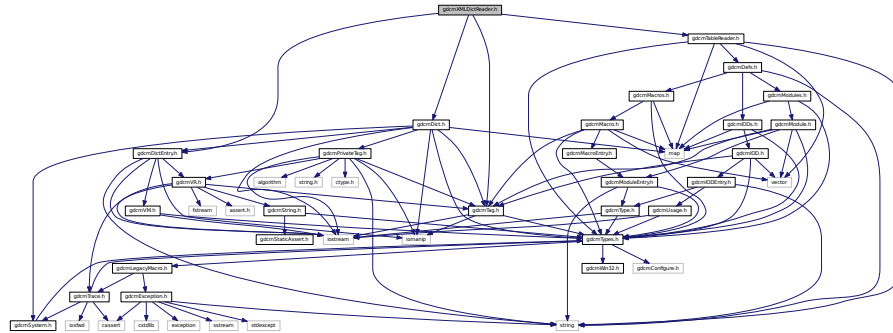 gdcmXMLDictReader.h
gdcmTableReader.h
gdcmDefs.h
gdcmMacros.h
gdcmModules.h
gdcmDict.h
gdcmMacro.h
gdcmIODs.h
gdcmModule.h
gdcmDictEntry.h
gdcmPrivateTag.h
gdcmMacroEntry.h
map
gdcmIOD.h
gdcmVR.h
algorithm
string.h
ctype.h
gdcmModuleEntry.h
gdcmIODEntry.h
vector
gdcmVM.h
fstream
assert.h
gdcmString.h
gdcmTag.h
gdcmType.h
gdcmUsage.h
gdcmStaticAssert.h
iostream
iomanip
gdcmTypes.h
gdcmLegacyMacro.h
gdcmWin32.h
gdcmConfigure.h
gdcmTrace.h
gdcmException.h
gdcmSystem.h
iosfwd
cassert
cstdlib
exception
sstream
stdexcept
string